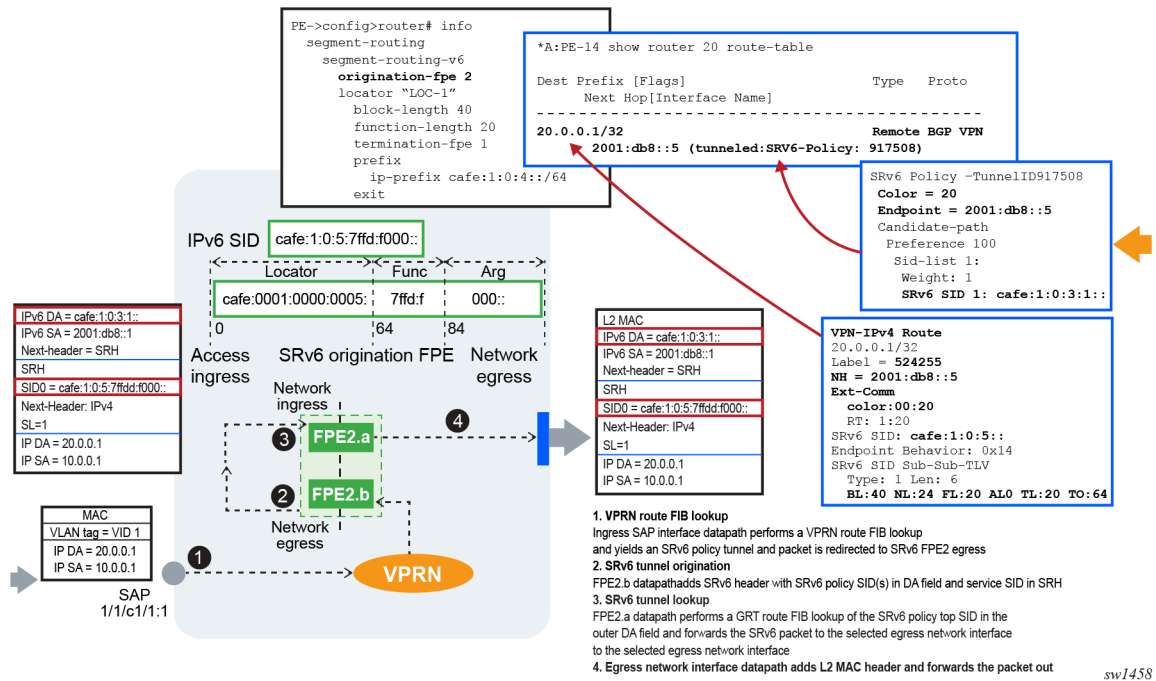 PE->config>router# info
segment-routing
segment-routing-v6
origination-fpe 2
locator “LOC-1”
block-length 40
function-length 20
termination-fpe 1
prefix
ip-prefix cafe:1:0:4::/64
exit
*A:PE-14 show router 20 route-table
Dest Prefix [Flags] Type Proto
Next Hop[Interface Name]
20.0.0.1/32 Remote BGP VPN
2001:db8::5 (tunneled:SRV6-Policy: 917508)
SRv6 Policy -TunnelID917508
Color = 20
Endpoint = 2001:db8::5
Candidate-path
Preference 100
Sid-list 1:
Weight: 1
SRv6 SID 1: cafe:1:0:3:1::
VPN-IPv4 Route
20.0.0.1/32
Label = 524255
NH = 2001:db8::5
Ext-Comm
color:00:20
RT: 1:20
SRv6 SID: cafe:1:0:5::
Endpoint Behavior: 0x14
SRv6 SID Sub-Sub-TLV
Type: 1 Len: 6
BL:40 NL:24 FL:20 AL0 TL:20 TO:64
IPv6 SID cafe:1:0:5:7ffd:f000::
Locator Func Arg
cafe:0001:0000:0005: 7ffd:f 000::
0 64 84
Access ingress
SRv6 origination FPE
Network egress
IPv6 DA = cafe:1:0:3:1::
IPv6 SA = 2001:db8::1
Next-header = SRH
SRH
SID0 = cafe:1:0:5:7ffdd:f000::
Next-Header: IPv4
SL=1
IP DA = 20.0.0.1
IP SA = 10.0.0.1
Network
ingress
3 FPE2.a 4
2 FPE2.b
Network
egress
1 VPRN
MAC
VLAN tag = VID 1
IP DA = 20.0.0.1
IP SA = 10.0.0.1
SAP
1/1/c1/1:1
L2 MAC
IPv6 DA = cafe:1:0:3:1::
IPv6 SA = 2001:db8::1
Next-header = SRH
SRH
SID0 = cafe:1:0:5:7ffdd:f000::
Next-Header: IPv4
SL=1
IP DA = 20.0.0.1
IP SA = 10.0.0.1
1. VPRN route FIB lookup
Ingress SAP interface datapath performs a VPRN route FIB lookup
and yields an SRv6 policy tunnel and packet is redirected to SRv6 FPE2 egress
2. SRv6 tunnel origination
FPE2.b datapathadds SRv6 header with SRv6 policy SID(s) in DA field and service SID in SRH
3. SRv6 tunnel lookup
FPE2.a datapath performs a GRT route FIB lookup of the SRv6 policy top SID in the
outer DA field and forwards the SRv6 packet to the selected egress network interface
to the selected egress network interface
4. Egress network interface datapath adds L2 MAC header and forwards the packet out
sw1458